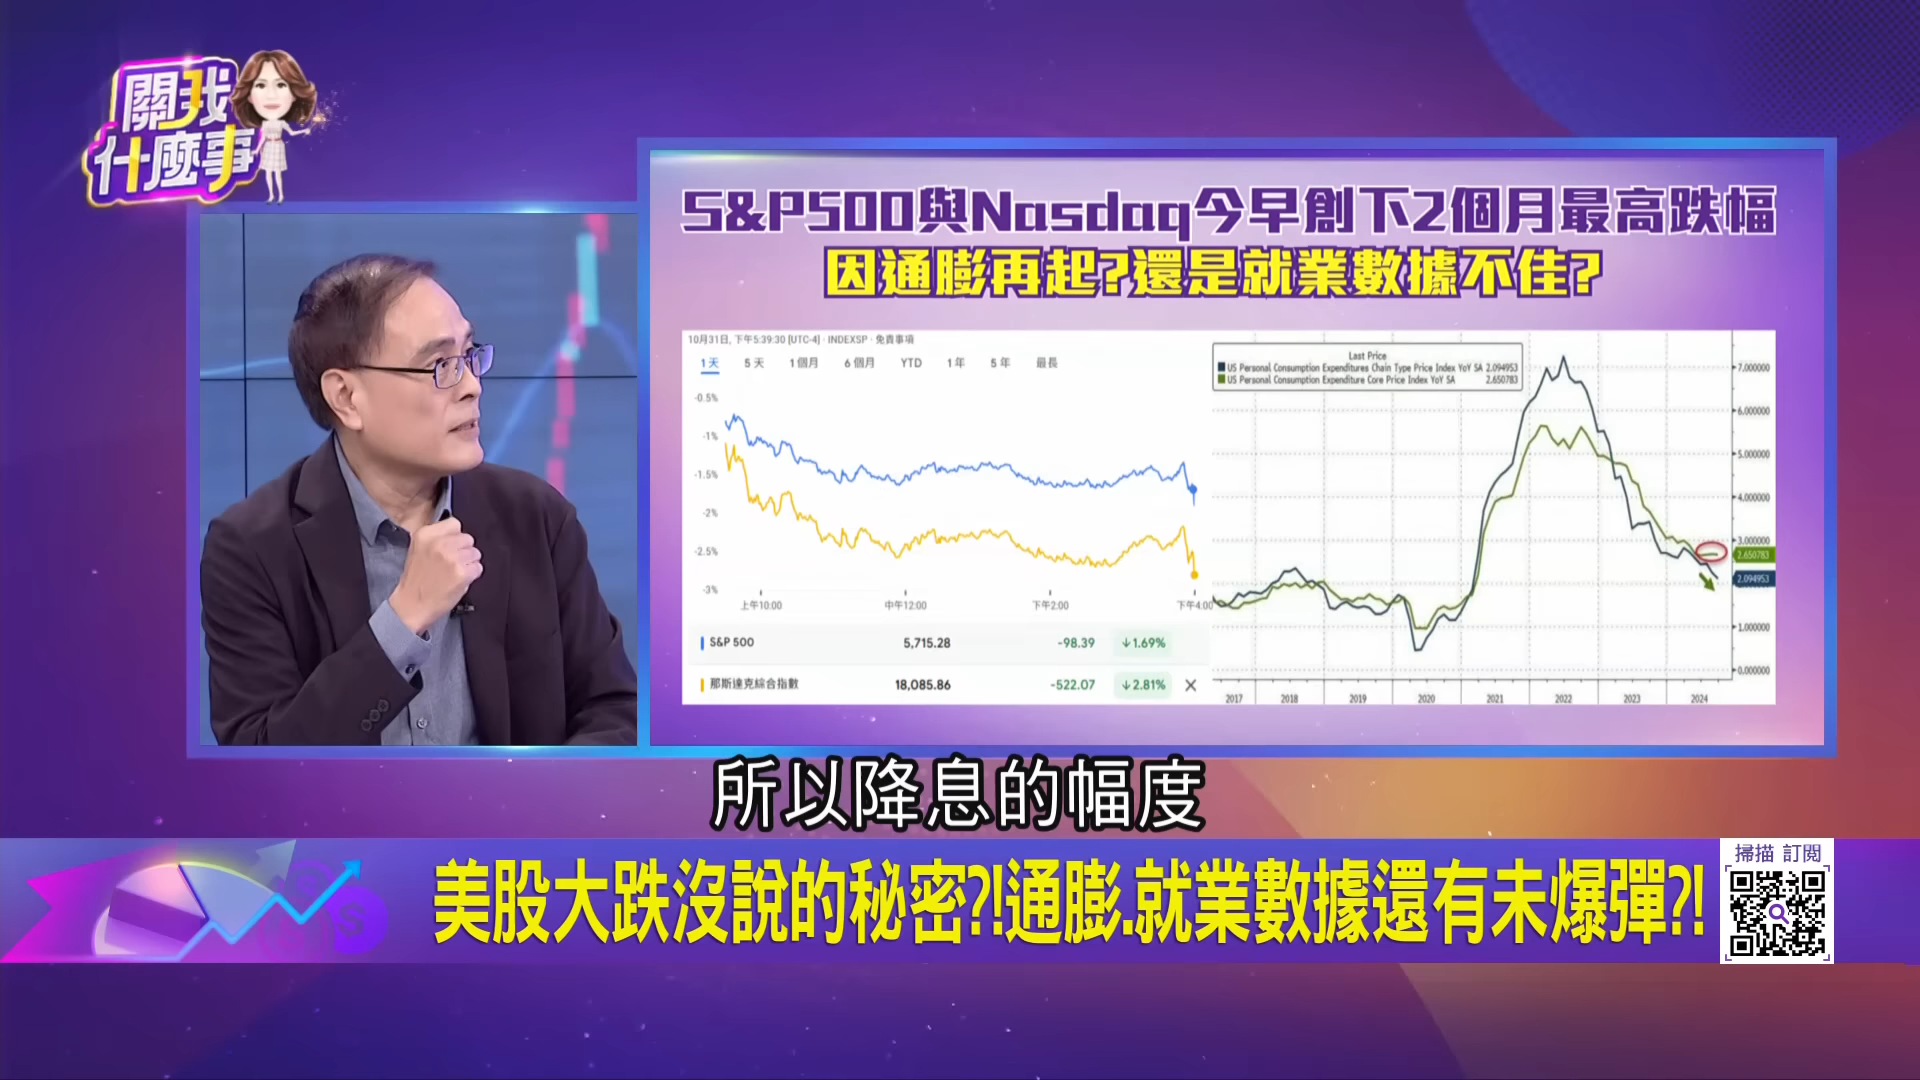 關我
什麼事
S&P500與Nasdaq今早創下2個月最高跌幅
因通膨再起?還是就業數據不佳?
10月31日, 下午5:39:30 [UTC-4] · INDEXSP · 免責事項
1天 5天 1個月 6個月 YTD 1年 5年 最長
-0.5%
-1%
-1.5%
-2%
-2.5%
-3%
上午10:00 中午12:00 下午2:00 下午4:00
S&P 500 5,715.28 -98.39 ↓1.69%
那斯達克綜合指數 18,085.86 -522.07 ↓2.81% ✕
Last Price
US Personal Consumption Expenditures Chain Type Price Index YoY SA 2.094953
US Personal Consumption Expenditure Core Price Index YoY SA 2.650783
7.000000
6.000000
5.000000
4.000000
3.000000
2.650783
2.094953
1.000000
0.000000
2017 2018 2019 2020 2021 2022 2023 2024
所以降息的幅度
美股大跌沒說的秘密?!通膨.就業數據還有未爆彈?!
掃描 訂閱